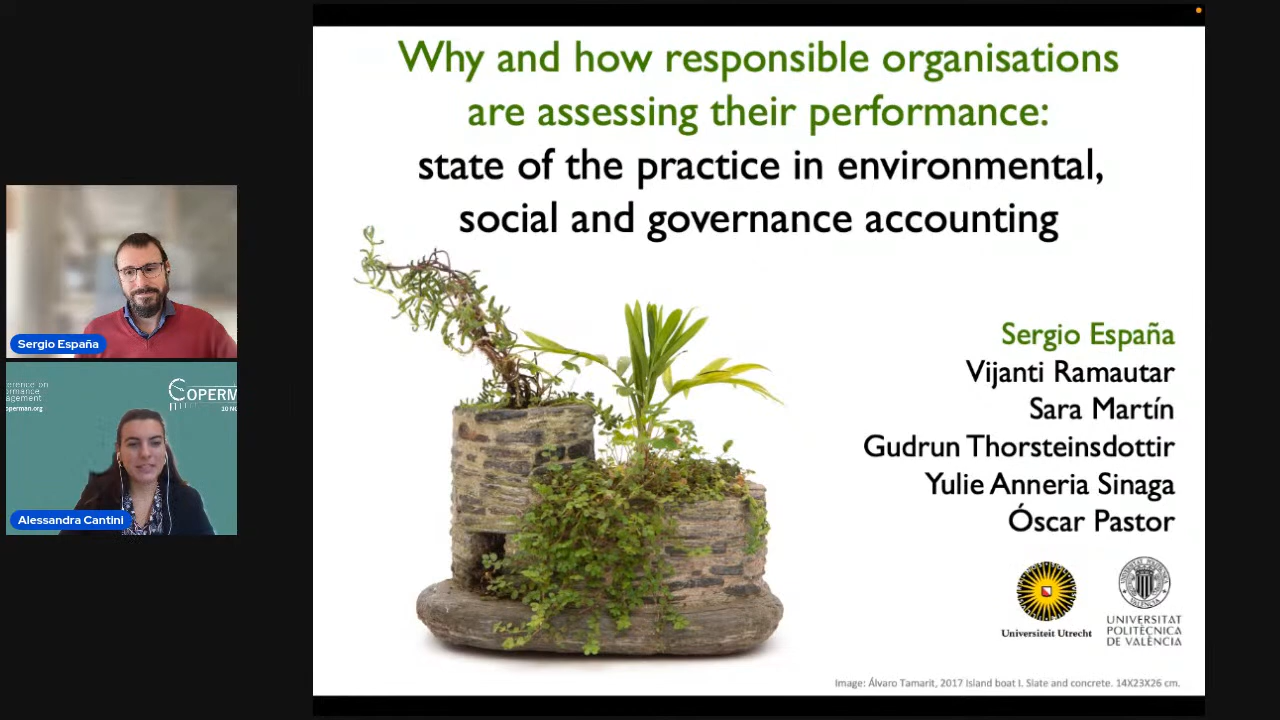 Why and how responsible organisations
are assessing their performance:
state of the practice in environmental,
social and governance accounting
Sergio España
Vijanti Ramautar
Sara Martín
Gudrun Thorsteinsdottir
Yulie Anneria Sinaga
Óscar Pastor
Universiteit Utrecht
UNIVERSITAT
POLITÈCNICA
DE VALÈNCIA
Image: Álvaro Tamarit, 2017 Island boat I. Slate and concrete. 14X23X26 cm.
Sergio España
COPERM
operman.org
Alessandra Cantini